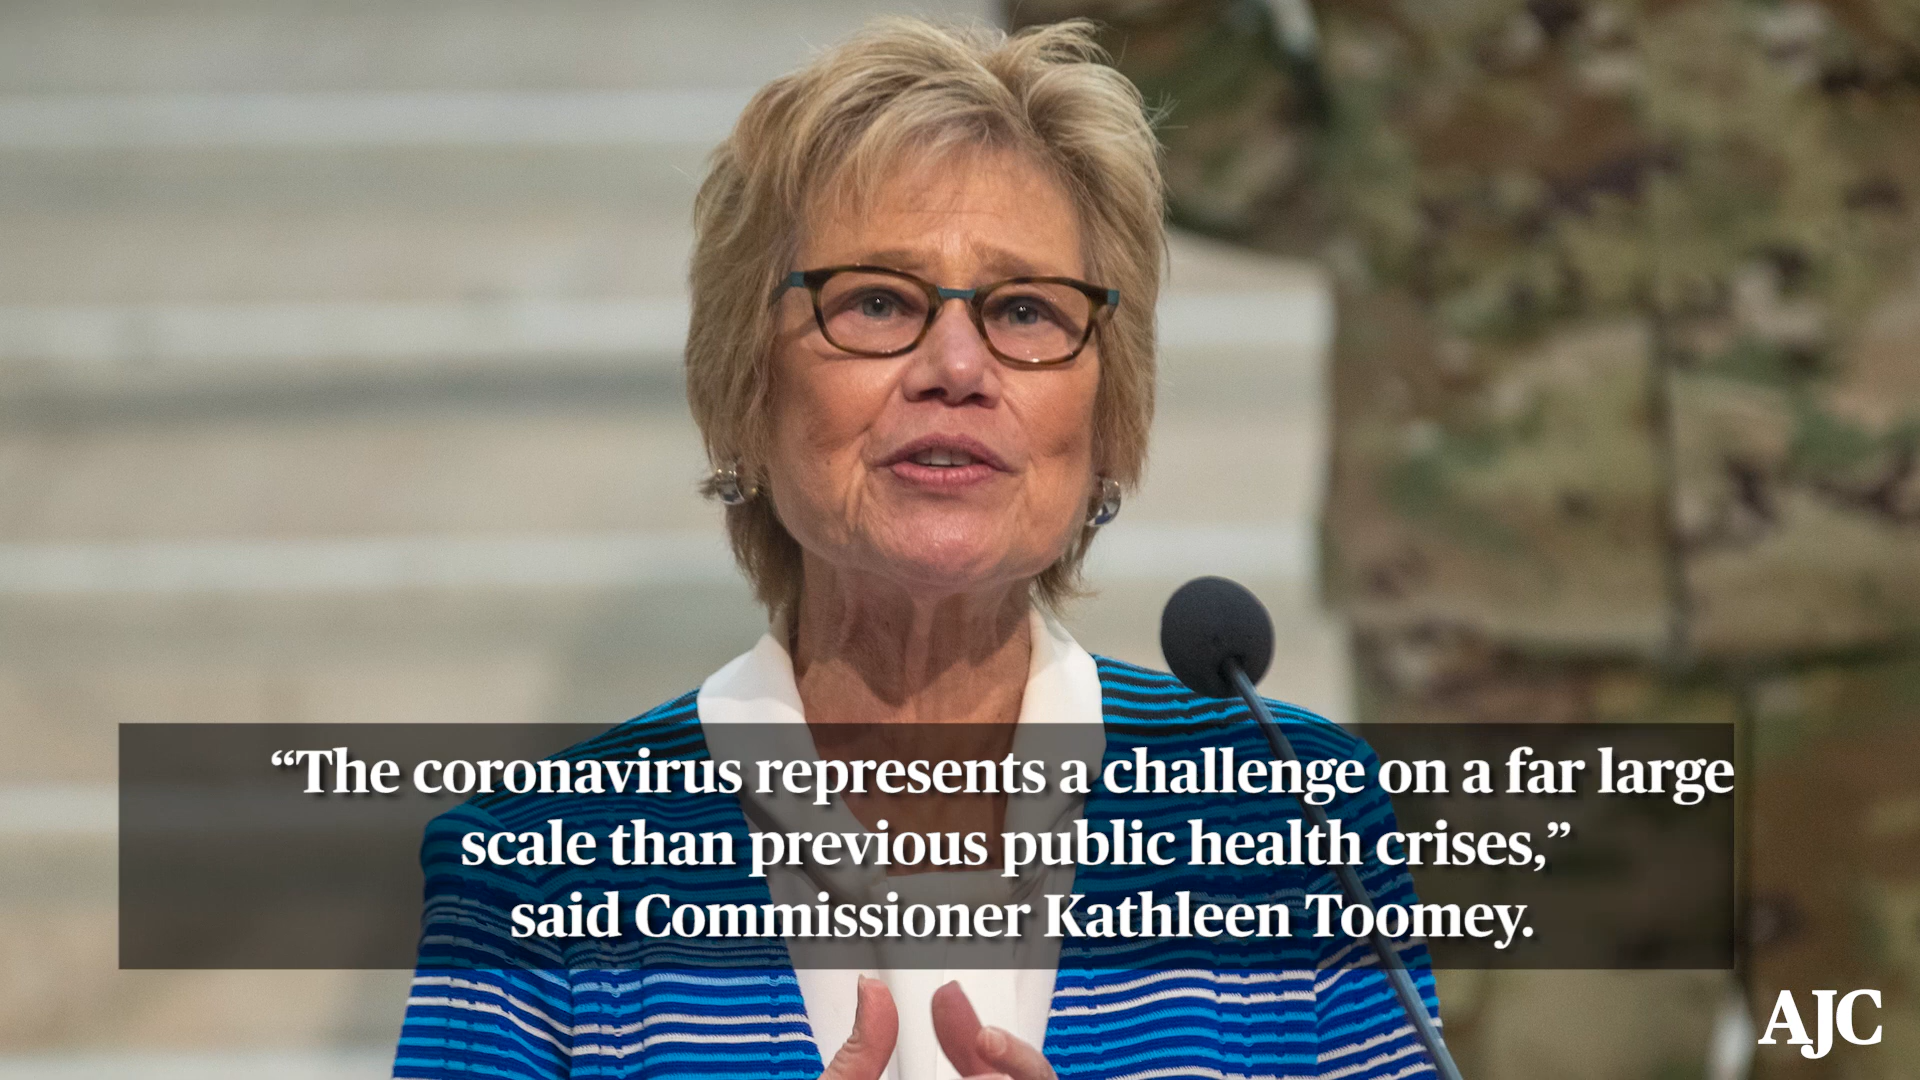 “The coronavirus represents a challenge on a far large
scale than previous public health crises,”
said Commissioner Kathleen Toomey.
AJC